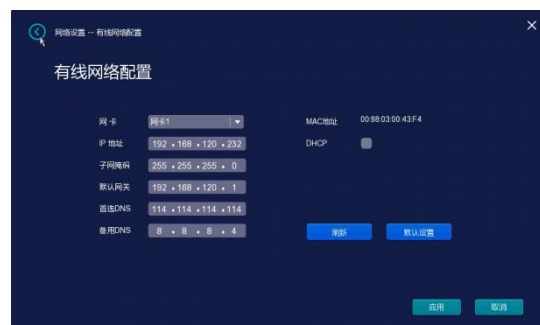 网络设置 -- 有线网络配置
有线网络配置
网卡 网卡1
MAC地址 00:88:03:00:43:F4
IP 地址 192 . 168 . 120 . 232
DHCP
子网掩码 255 . 255 . 255 . 0
默认网关 192 . 168 . 120 . 1
首选DNS 114 . 114 . 114 . 114
备用DNS 8 . 8 . 8 . 4
刷新 默认设置
应用 取消